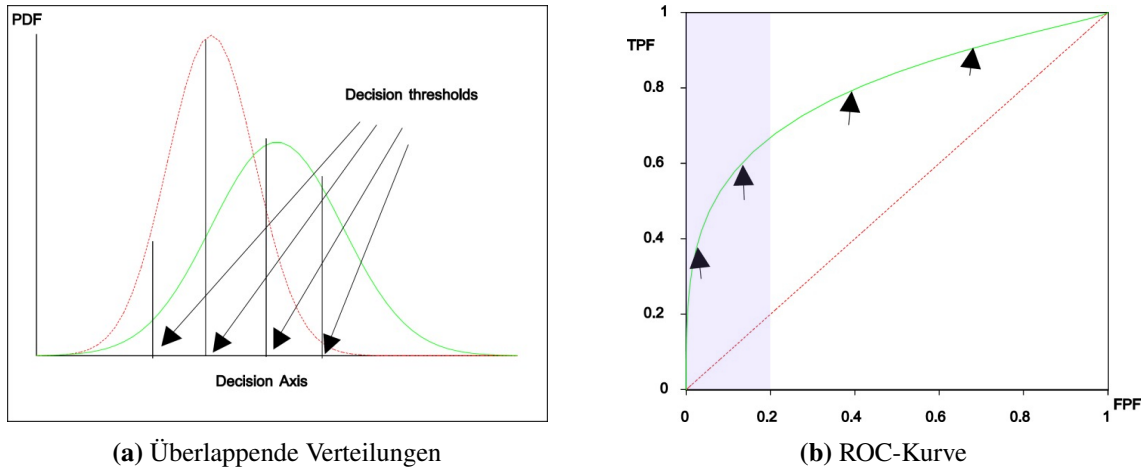 PDF
Decision thresholds
Decision Axis
(a) Überlappende Verteilungen
1
TPF
0.8
0.6
0.4
0.2
0
0
0.2
0.4
0.6
0.8
1
FPF
(b) ROC-Kurve